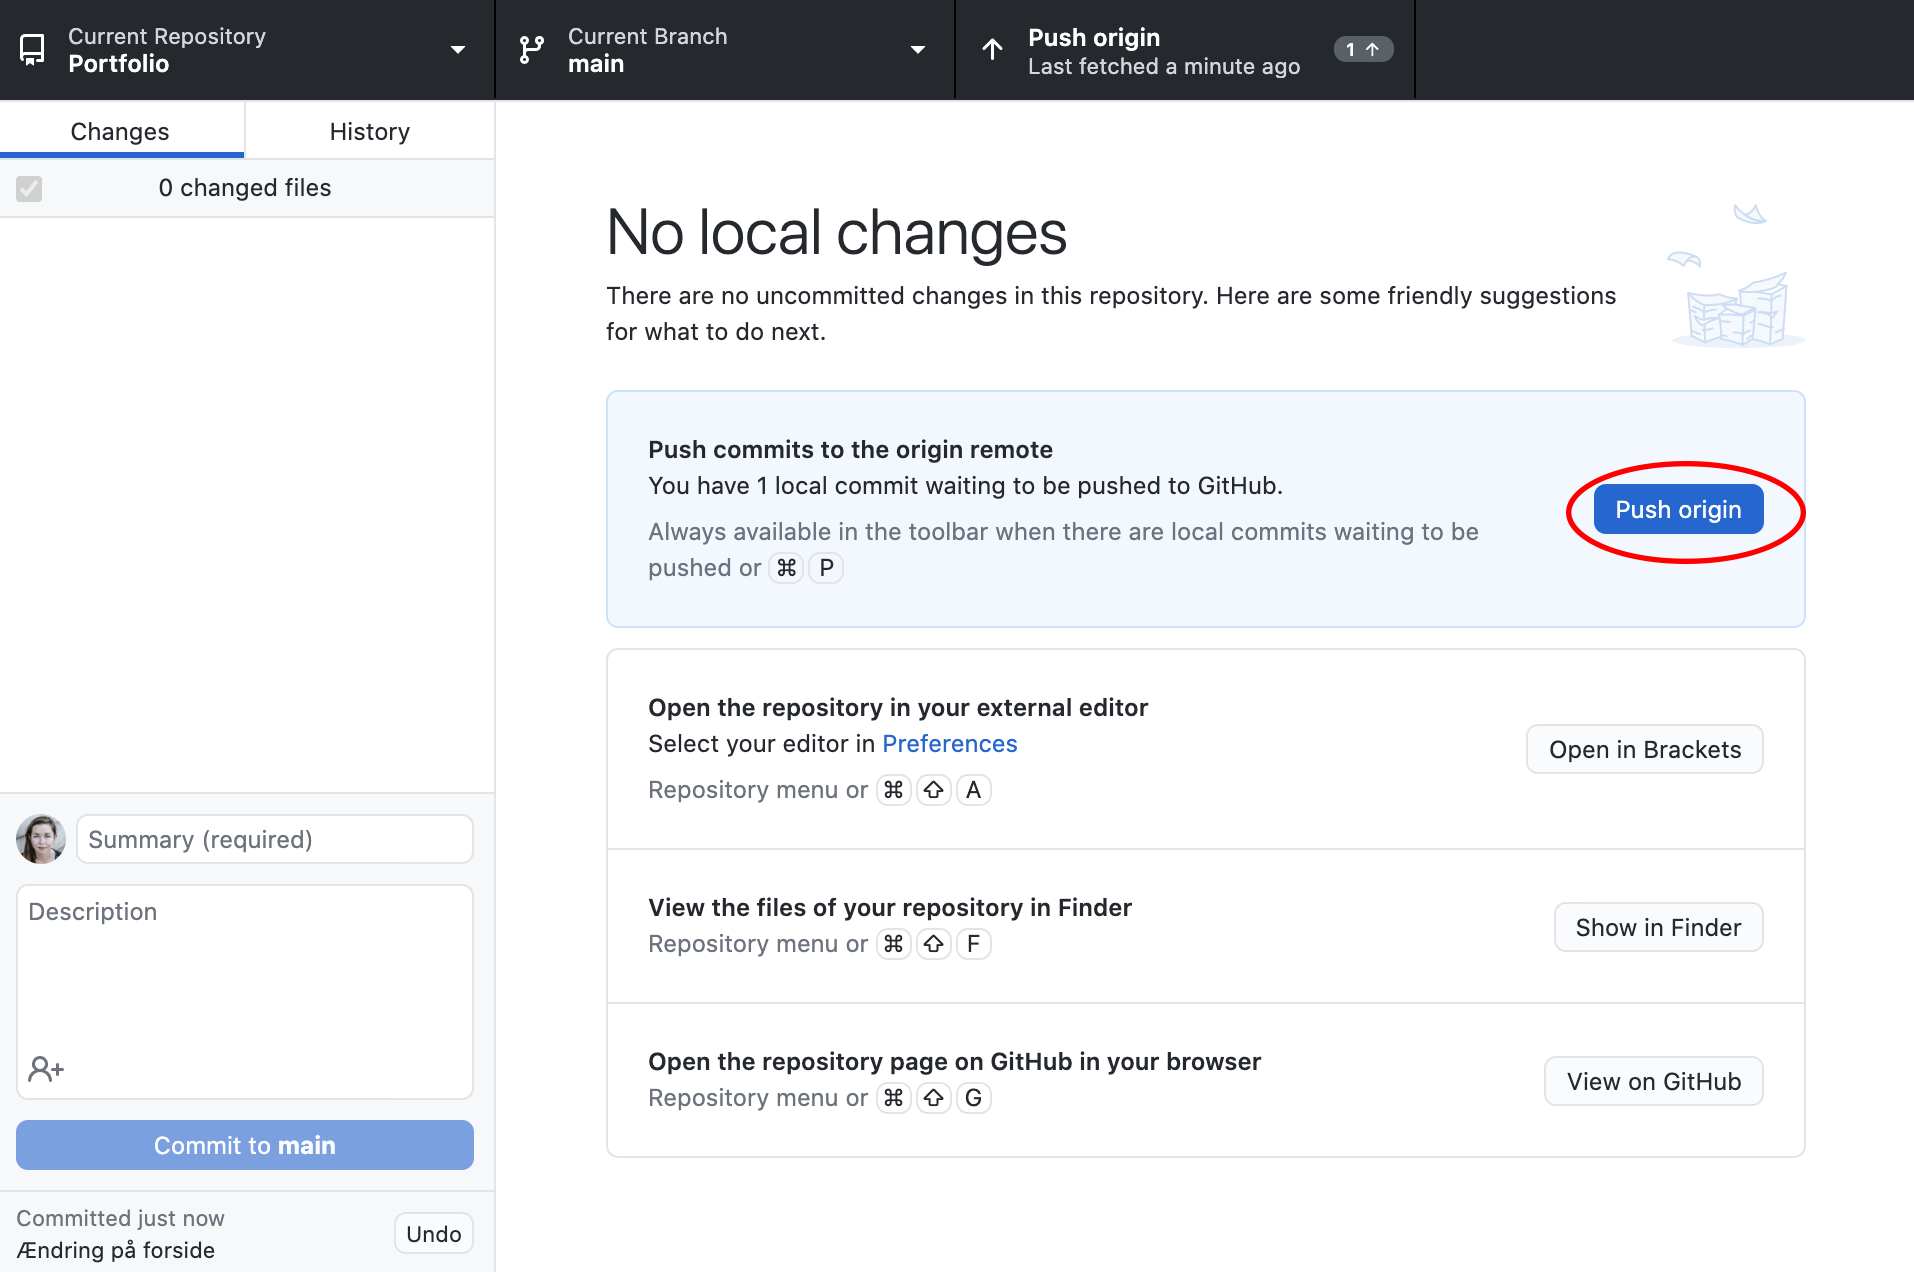 Current Repository
Portfolio
Current Branch
main
Push origin
Last fetched a minute ago
1 ↑
Changes
History
0 changed files
No local changes
There are no uncommitted changes in this repository. Here are some friendly suggestions
for what to do next.
Push commits to the origin remote
You have 1 local commit waiting to be pushed to GitHub.
Always available in the toolbar when there are local commits waiting to be
pushed or ⌘ P
Push origin
Open the repository in your external editor
Select your editor in Preferences
Repository menu or ⌘ ⇧ A
Open in Brackets
View the files of your repository in Finder
Repository menu or ⌘ ⇧ F
Show in Finder
Open the repository page on GitHub in your browser
Repository menu or ⌘ ⇧ G
View on GitHub
Summary (required)
Description
Commit to main
Committed just now
Ændring på forside
Undo